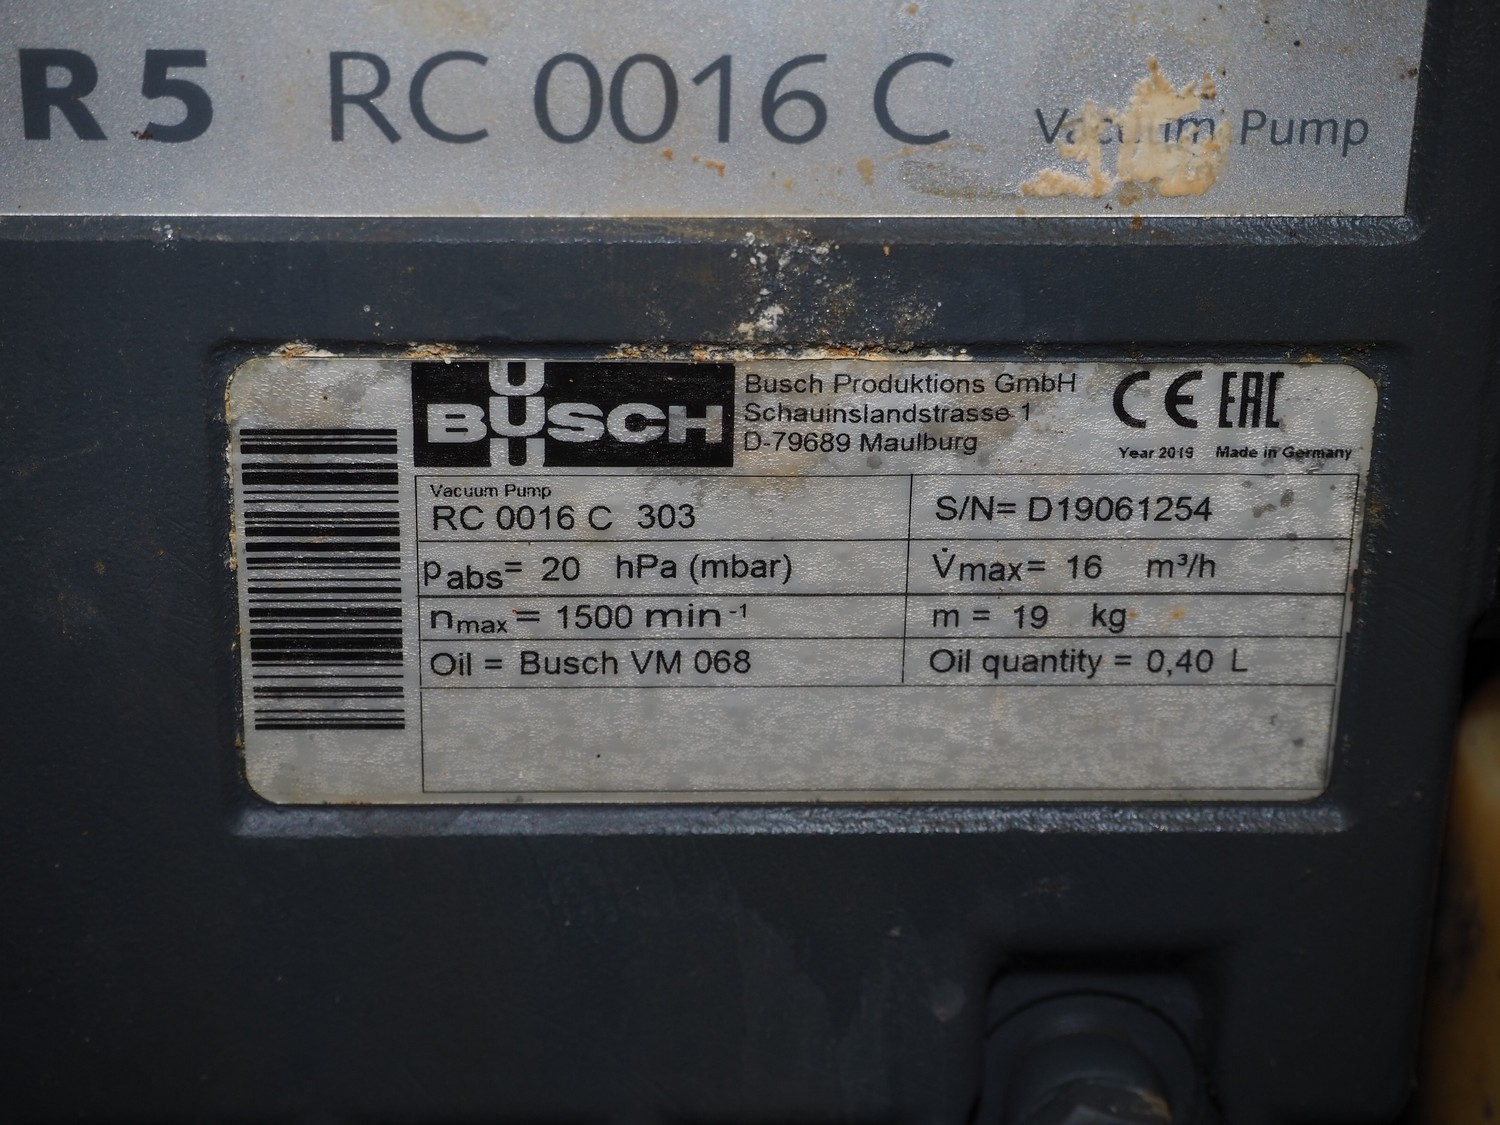 R 5 RC 0016 C Vacuum Pump
BUSCH
Busch Produktions GmbH
Schauinslandstrasse 1
D-79689 Maulburg
CE EAC
Year 2019 Made in Germany
Vacuum Pump
RC 0016 C 303
S/N= D19061254
pabs= 20 hPa (mbar)
V̇max= 16 m³/h
nmax = 1500 min⁻¹
m = 19 kg
Oil = Busch VM 068
Oil quantity = 0,40 L